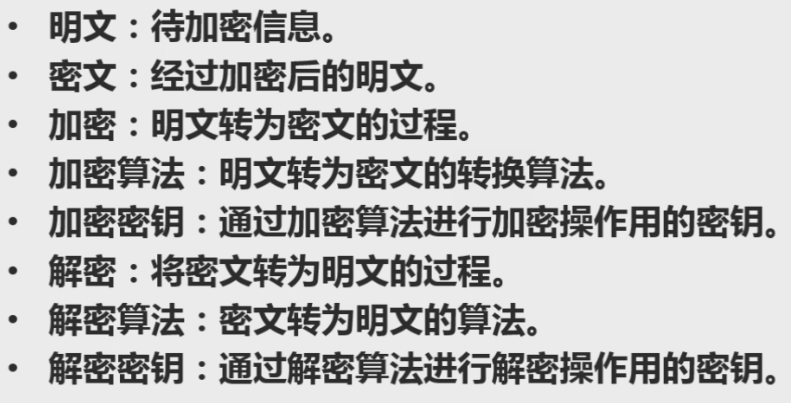 • 明文：待加密信息。
• 密文：经过加密后的明文。
• 加密：明文转为密文的过程。
• 加密算法：明文转为密文的转换算法。
• 加密密钥：通过加密算法进行加密操作用的密钥。
• 解密：将密文转为明文的过程。
• 解密算法：密文转为明文的算法。
• 解密密钥：通过解密算法进行解密操作用的密钥。